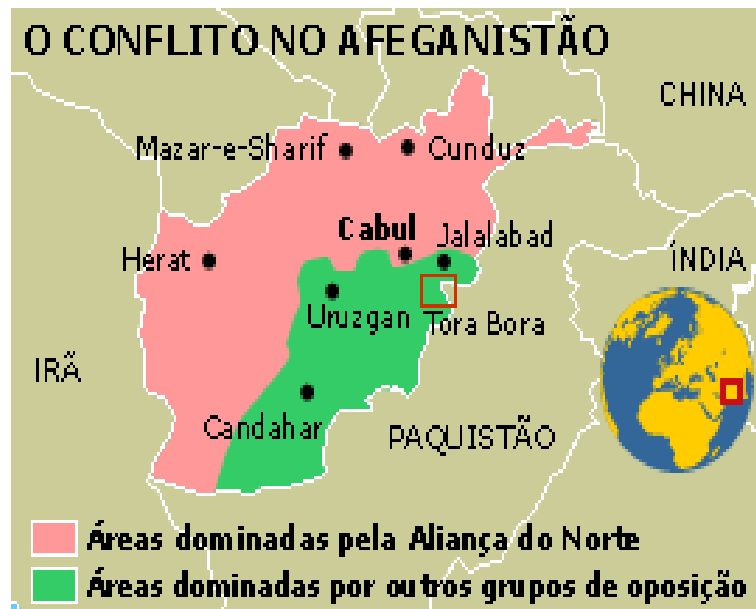 O CONFLITO NO AFEGANISTÃO
CHINA
Mazar-e-Sharif
Cunduz
Cabul
Jalalabad
Herat
ÍNDIA
Uruzgan
Tora Bora
IRÃ
Candahar
PAQUISTÃO
Áreas dominadas pela Aliança do Norte
Áreas dominadas por outros grupos de oposição